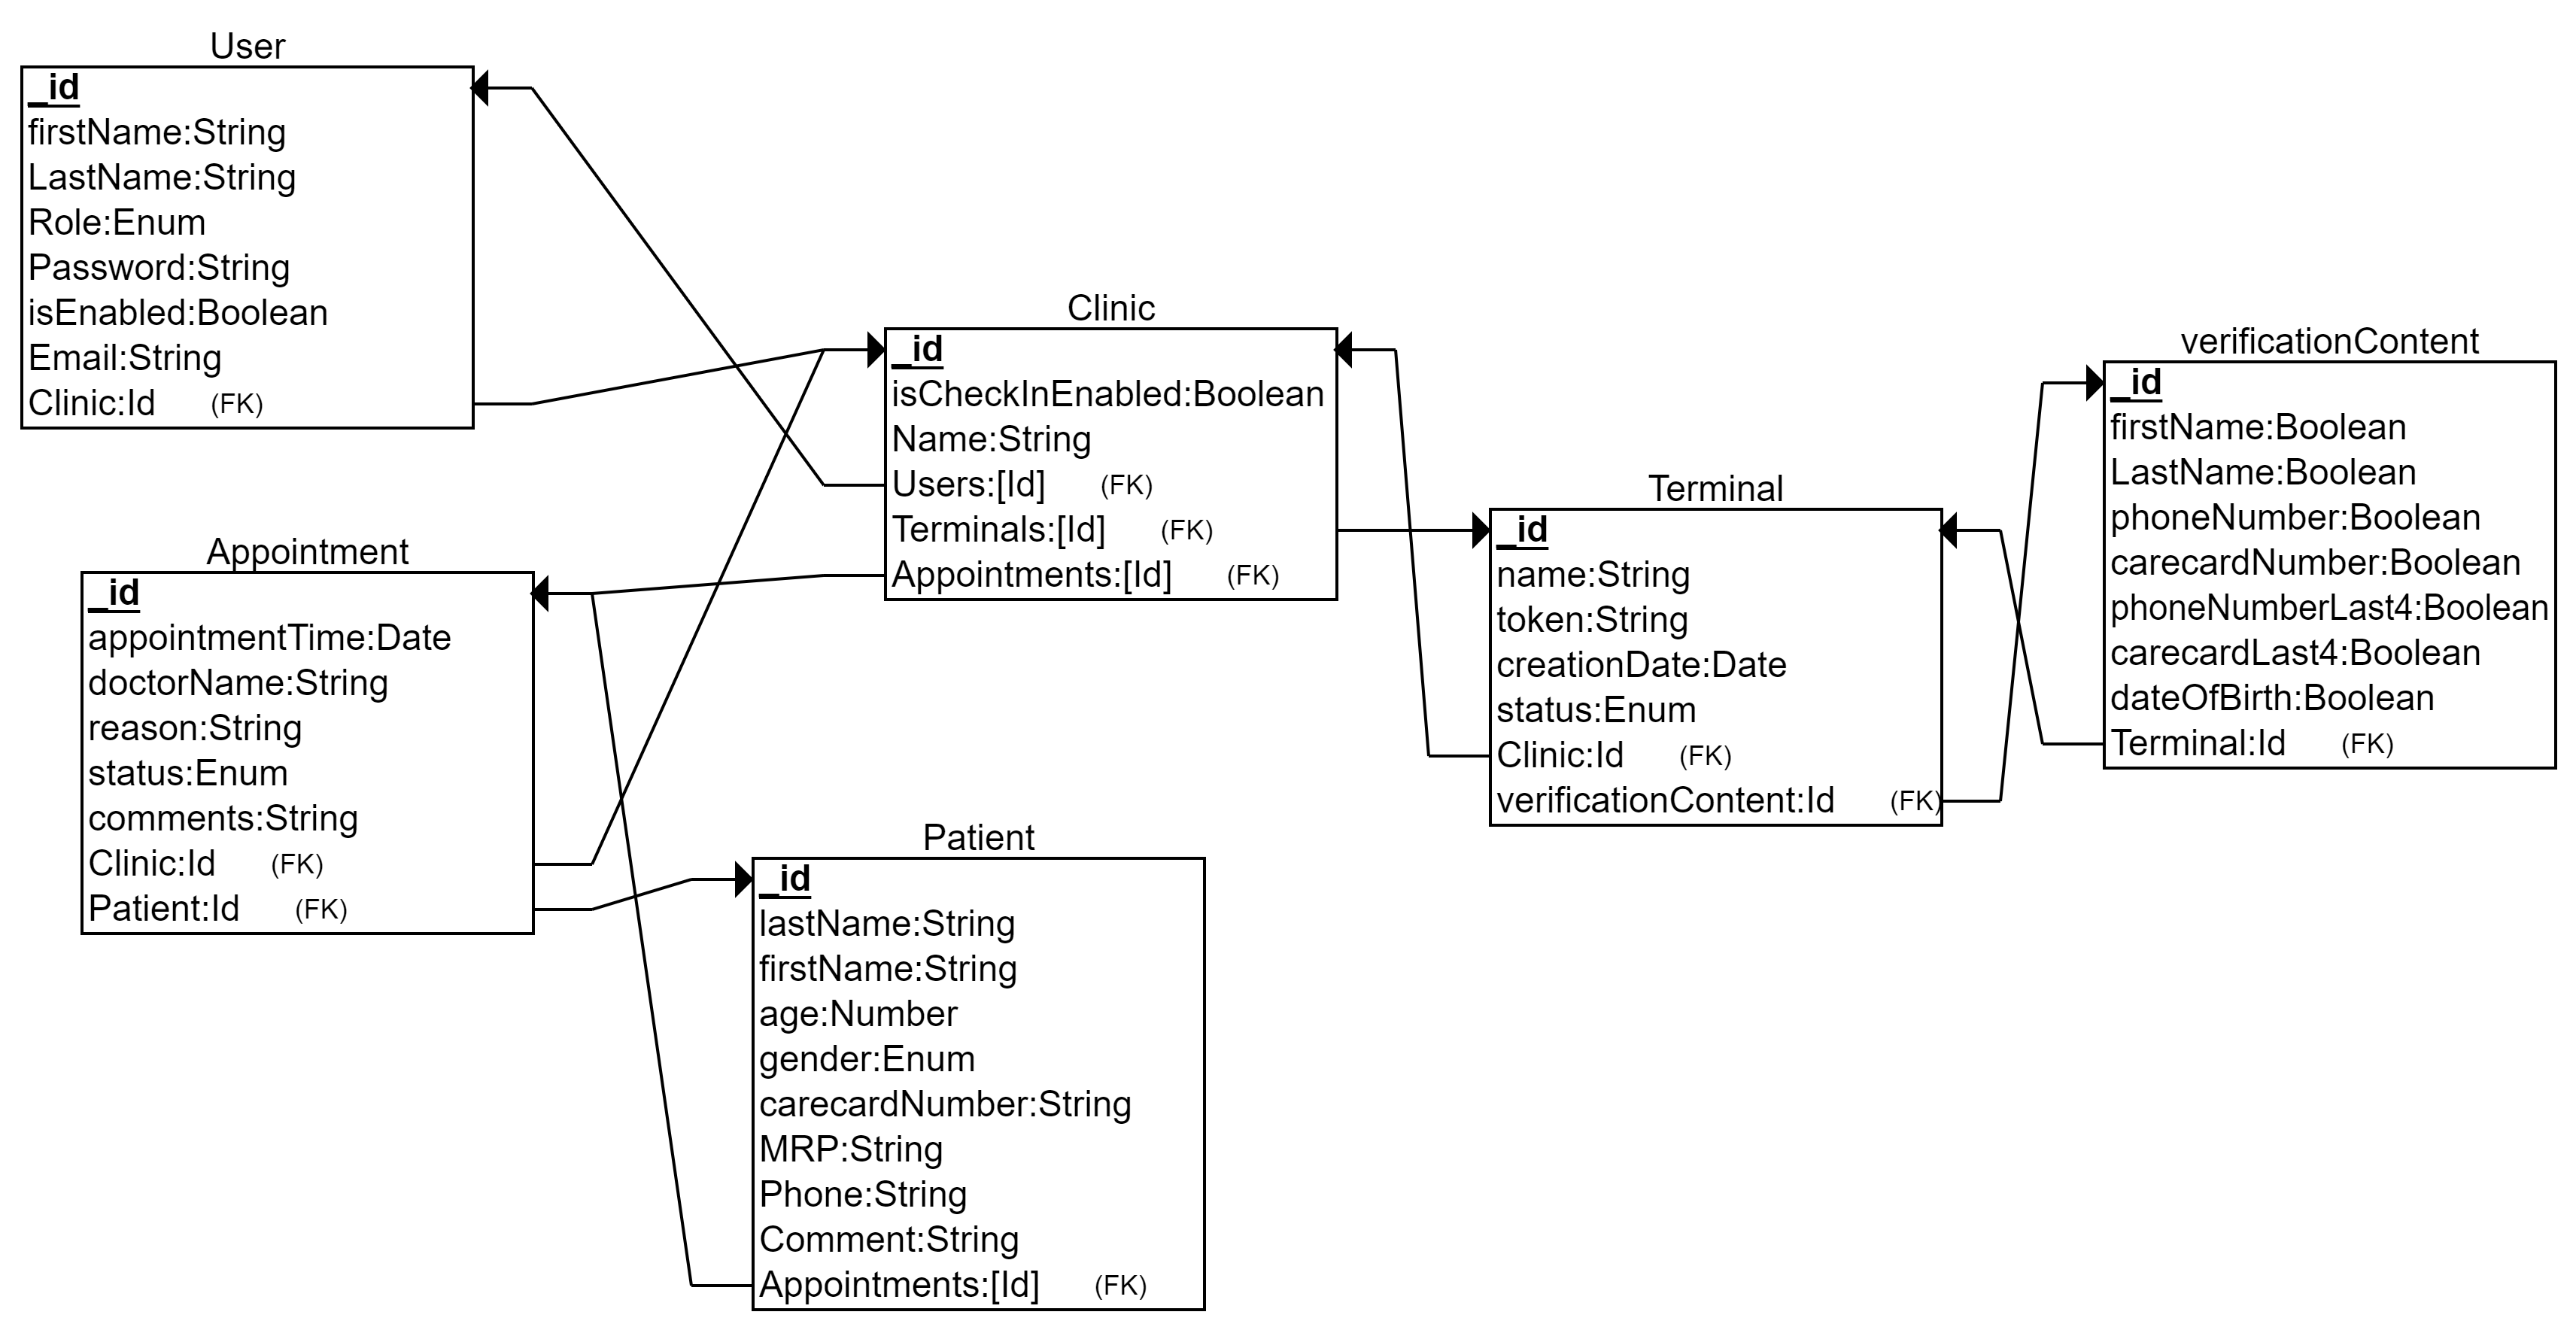 User
_id
firstName:String
LastName:String
Role:Enum
Password:String
isEnabled:Boolean
Email:String
Clinic:Id (FK)
Clinic
_id
isCheckInEnabled:Boolean
Name:String
Users:[Id] (FK)
Terminals:[Id] (FK)
Appointments:[Id] (FK)
verificationContent
_id
firstName:Boolean
LastName:Boolean
phoneNumber:Boolean
carecardNumber:Boolean
phoneNumberLast4:Boolean
carecardLast4:Boolean
dateOfBirth:Boolean
Terminal:Id (FK)
Terminal
_id
name:String
token:String
creationDate:Date
status:Enum
Clinic:Id (FK)
verificationContent:Id (FK)
Appointment
_id
appointmentTime:Date
doctorName:String
reason:String
status:Enum
comments:String
Clinic:Id (FK)
Patient:Id (FK)
Patient
_id
lastName:String
firstName:String
age:Number
gender:Enum
carecardNumber:String
MRP:String
Phone:String
Comment:String
Appointments:[Id] (FK)